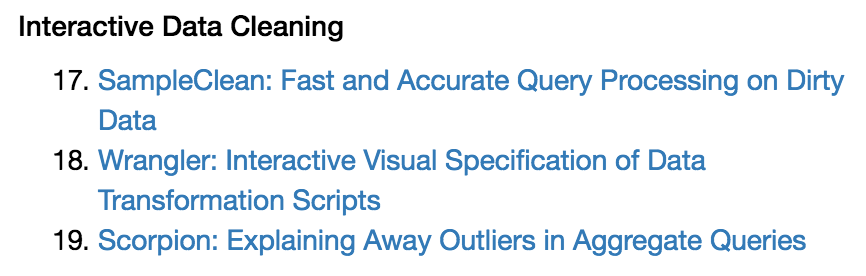 Interactive Data Cleaning
17. SampleClean: Fast and Accurate Query Processing on Dirty
Data
18. Wrangler: Interactive Visual Specification of Data
Transformation Scripts
19. Scorpion: Explaining Away Outliers in Aggregate Queries